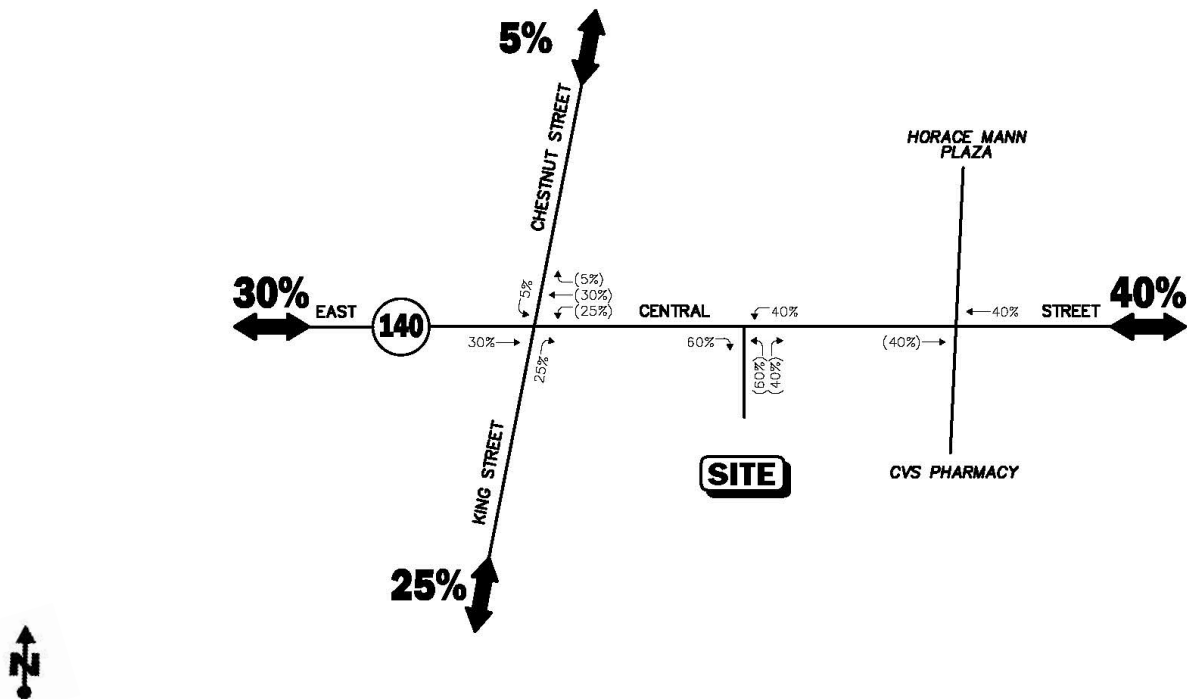 5%
CHESTNUT STREET
HORACE MANN
PLAZA
30%
EAST
140
5%
(5%)
(30%)
(25%)
CENTRAL
40%
40%
STREET
40%
30%
25%
60%
(60%)
(40%)
(40%)
KING STREET
SITE
CVS PHARMACY
25%
N